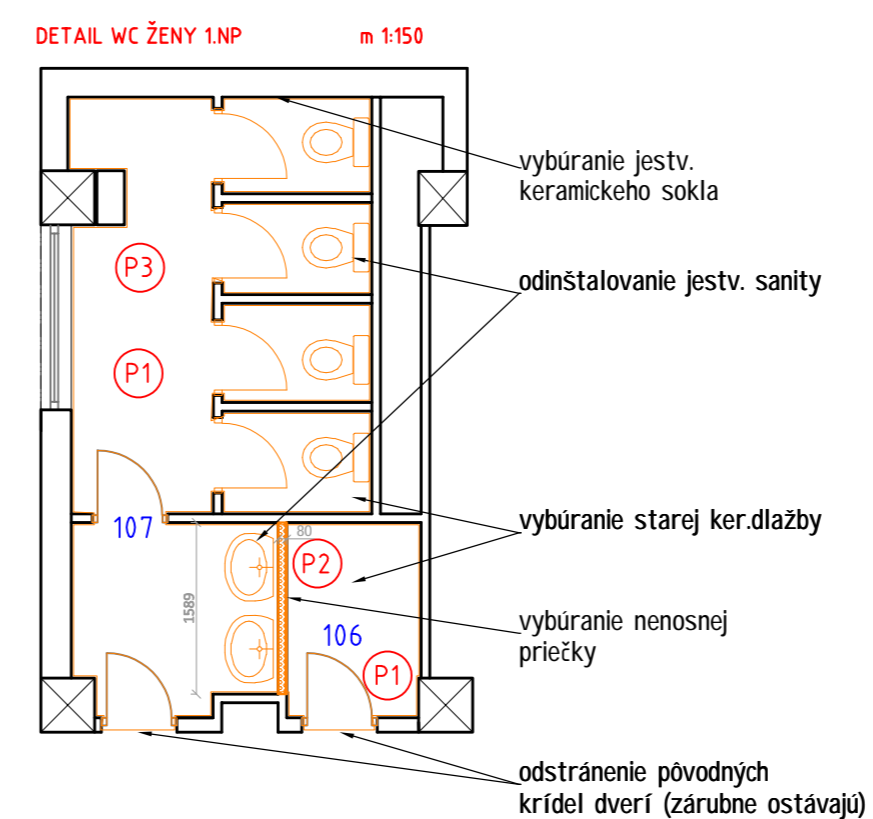 DETAIL WC ŽENY 1.NP m 1:150
vybúranie jestv.
keramickeho sokla
P3
odinštalovanie jestv. sanity
P1
107
80
vybúranie starej ker.dlažby
P2
1589
106
vybúranie nenosnej
priečky
P1
odstránenie pôvodných
krídel dverí (zárubne ostávajú)